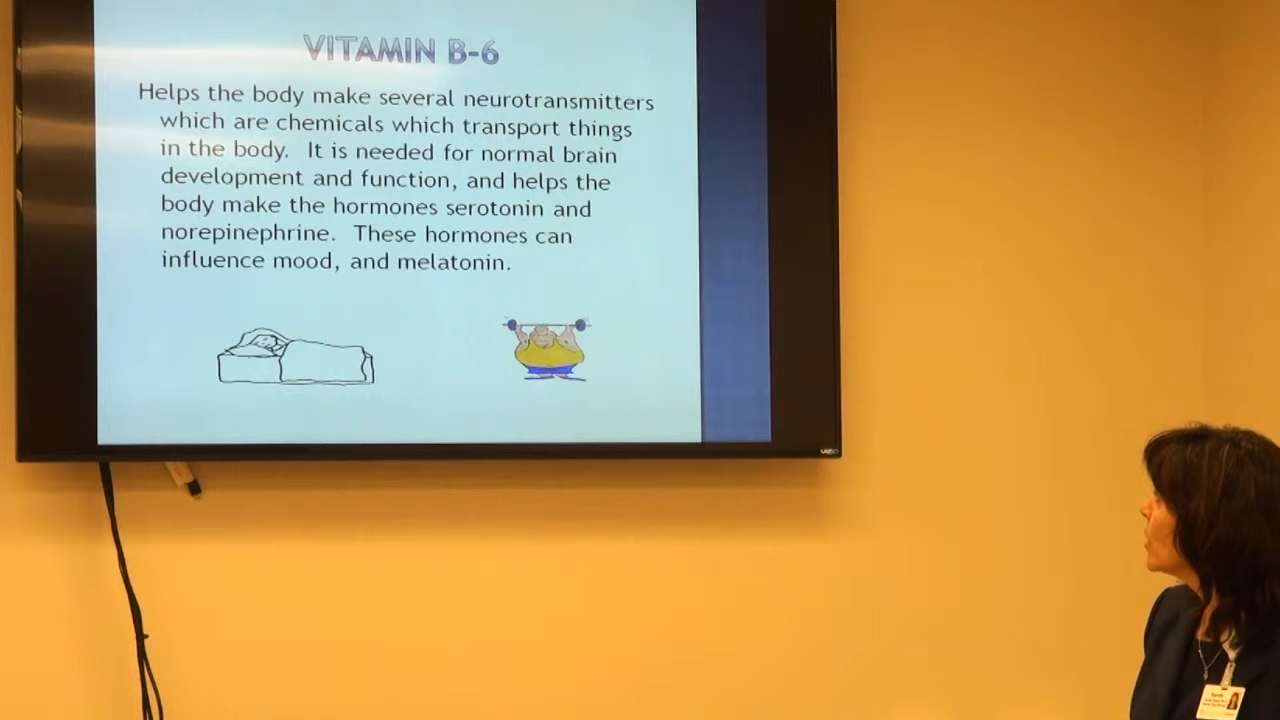 VITAMIN B-6
Helps the body make several neurotransmitters
which are chemicals which transport things
in the body. It is needed for normal brain
development and function, and helps the
body make the hormones serotonin and
norepinephrine. These hormones can
influence mood, and melatonin.
VIZIO